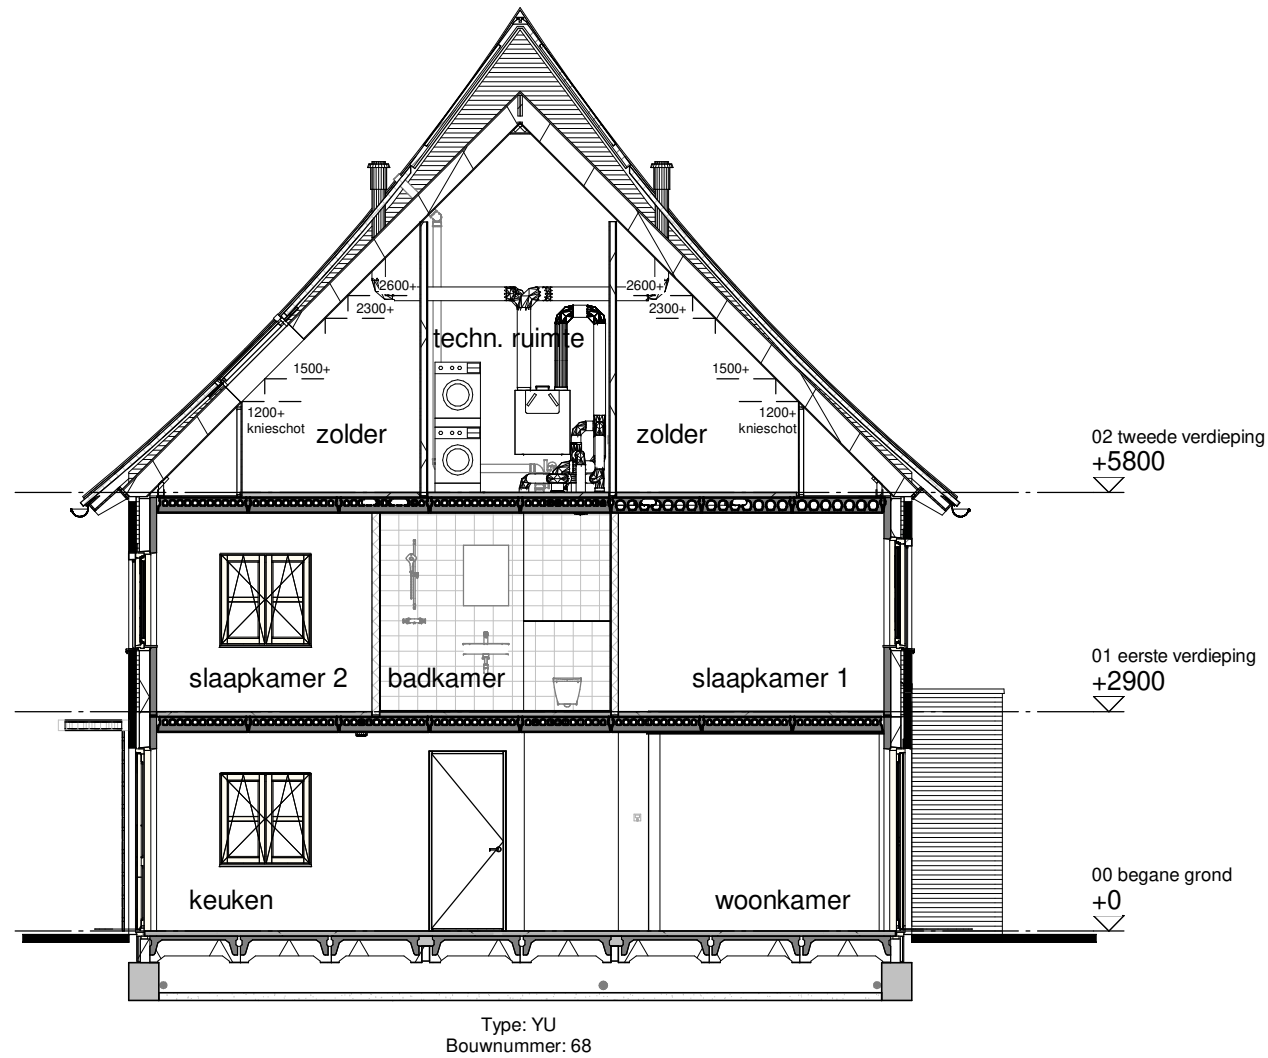 2600+
2600+
2300+
2300+
techn. ruimte
1500+
1500+
1200+
knieschot
1200+
knieschot
zolder
zolder
02 tweede verdieping
+5800
slaapkamer 2
badkamer
slaapkamer 1
01 eerste verdieping
+2900
keuken
woonkamer
00 begane grond
+0
Type: YU
Bouwnummer: 68